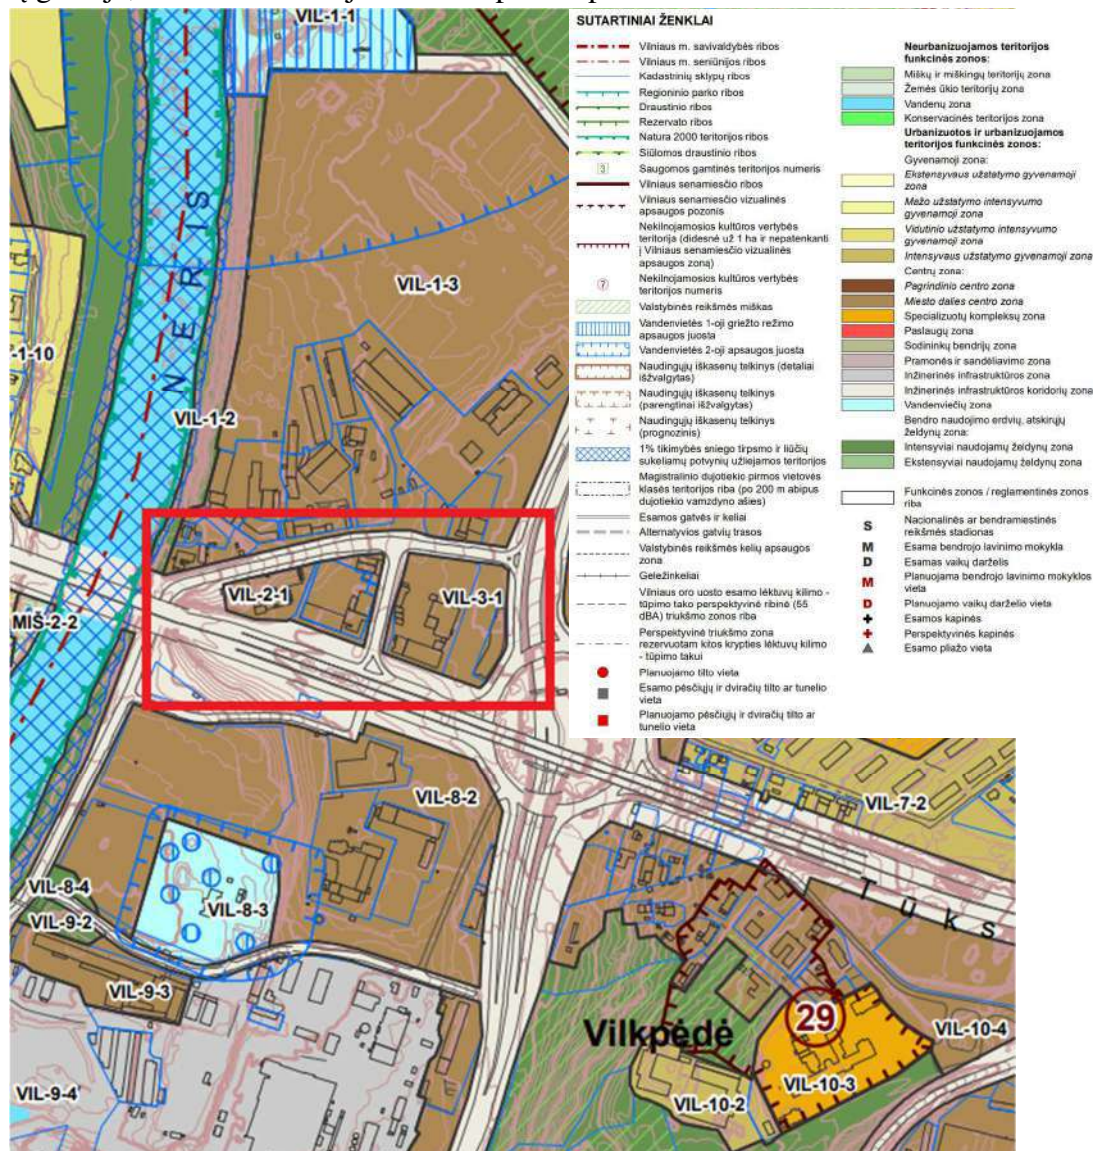 SUTARTINIAI ŽENKLAI
Vilniaus m. savivaldybės ribos
Vilniaus m. seniūnijos ribos
Kadastrinių sklypų ribos
Regioninio parko ribos
Draustinio ribos
Rezervato ribos
Natura 2000 teritorijos ribos
Siūlomos draustinio ribos
3
Saugomos gamtinės teritorijos numeris
Vilniaus senamiesčio ribos
Vilniaus senamiesčio vizualinės
apsaugos pozonis
Nekilnojamosios kultūros vertybės
teritorija (didesnė už 1 ha ir nepatenkanti
į Vilniaus senamiesčio vizualinės
apsaugos zoną)
7
Nekilnojamosios kultūros vertybės
teritorijos numeris
Valstybinės reikšmės miškas
Vandenvietės 1-oji griežto režimo
apsaugos juosta
Vandenvietės 2-oji apsaugos juosta
Naudingųjų iškasenų telkinys (detaliai
išžvalgytas)
Naudingųjų iškasenų telkinys
(parengtinai išžvalgytas)
Naudingųjų iškasenų telkinys
(prognozinis)
1% tikimybės sniego tirpsmo ir liūčių
sukeliamų potvynių užliejamos teritorijos
Magistralinio dujotiekio pirmos vietovės
klasės teritorijos riba (po 200 m abipus
dujotiekio vamzdyno ašies)
Esamos gatvės ir keliai
Alternatyvios gatvių trasos
Valstybinės reikšmės kelių apsaugos
zona
Geležinkeliai
Vilniaus oro uosto esamo lėktuvų kilimo -
tūpimo tako perspektyvinė ribinė (55
dBA) triukšmo zonos riba
Perspektyvinė triukšmo zona
rezervuotam kitos krypties lėktuvų kilimo
- tūpimo takui
Planuojamo tilto vieta
Esamo pėsčiųjų ir dviračių tilto ar tunelio
vieta
Planuojamo pėsčiųjų ir dviračių tilto ar
tunelio vieta
Neurbanizuojamos teritorijos
funkcinės zonos:
Miškų ir miškingų teritorijų zona
Žemės ūkio teritorijų zona
Vandenų zona
Konservacinės teritorijos zona
Urbanizuotos ir urbanizuojamos
teritorijos funkcinės zonos:
Gyvenamoji zona:
Ekstensyvaus užstatymo gyvenamoji
zona
Mažo užstatymo intensyvumo
gyvenamoji zona
Vidutinio užstatymo intensyvumo
gyvenamoji zona
Intensyvaus užstatymo gyvenamoji zona
Centrų zona:
Pagrindinio centro zona
Miesto dalies centro zona
Specializuotų kompleksų zona
Paslaugų zona
Sodininkų bendrijų zona
Pramonės ir sandėliavimo zona
Inžinerinės infrastruktūros zona
Inžinerinės infrastruktūros koridorių zona
Vandenviečių zona
Bendro naudojimo erdvių, atskirųjų
želdynų zona:
Intensyviai naudojamų želdynų zona
Ekstensyviai naudojamų želdynų zona
Funkcinės zonos / reglamentinės zonos
riba
S Nacionalinės ar bendramiestinės
reikšmės stadionas
M Esama bendrojo lavinimo mokykla
D Esamas vaikų darželis
M Planuojama bendrojo lavinimo mokyklos
vieta
D Planuojamo vaikų darželio vieta
Esamos kapinės
Perspektyvinės kapinės
Esamo pliažo vieta
VIL-1-1
NERIS
VIL-1-3
-1-10
VIL-1-2
VIL-2-1
VIL-3-1
MIŠ-2-2
VIL-8-2
VIL-7-2
VIL-8-4
VIL-9-2
VIL-8-3
T ū k s
VIL-9-3
29
Vilkpėdė
VIL-10-4
VIL-9-4
VIL-10-3
VIL-10-2